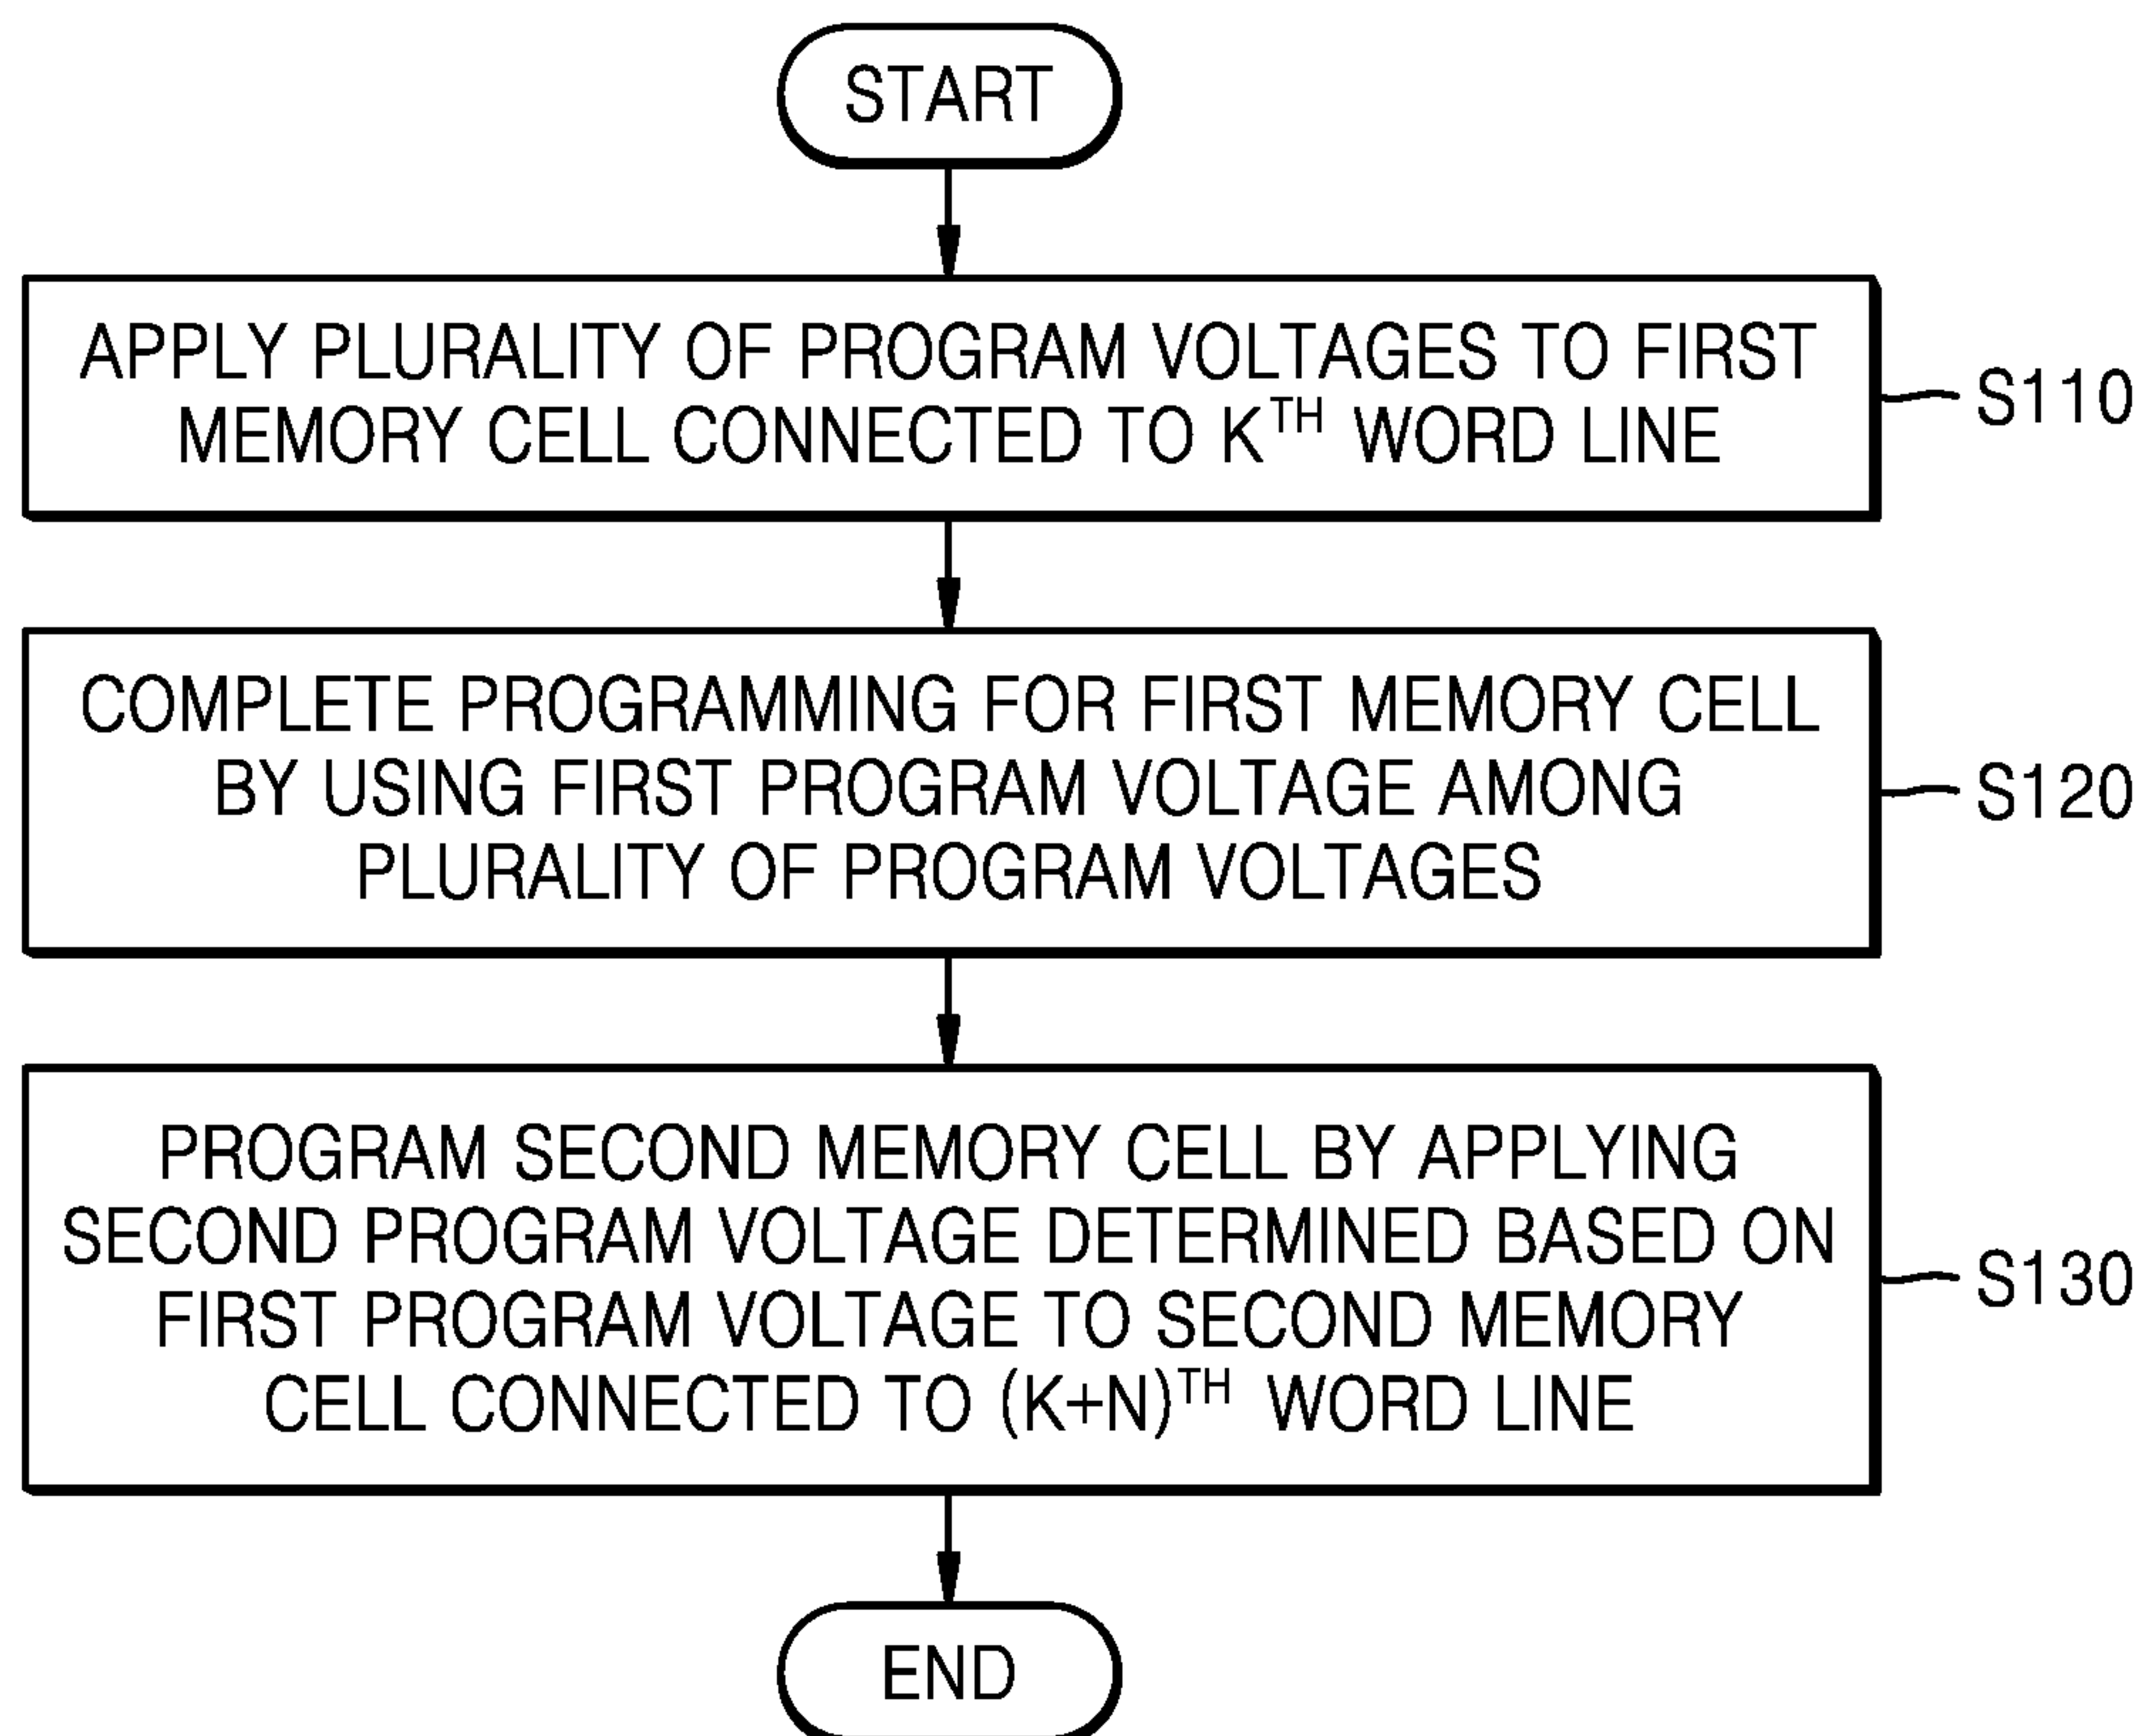 START
APPLY PLURALITY OF PROGRAM VOLTAGES TO FIRST
MEMORY CELL CONNECTED TO Kᵀᴴ WORD LINE
S110
COMPLETE PROGRAMMING FOR FIRST MEMORY CELL
BY USING FIRST PROGRAM VOLTAGE AMONG
PLURALITY OF PROGRAM VOLTAGES
S120
PROGRAM SECOND MEMORY CELL BY APPLYING
SECOND PROGRAM VOLTAGE DETERMINED BASED ON
FIRST PROGRAM VOLTAGE TO SECOND MEMORY
CELL CONNECTED TO (K+N)ᵀᴴ WORD LINE
S130
END